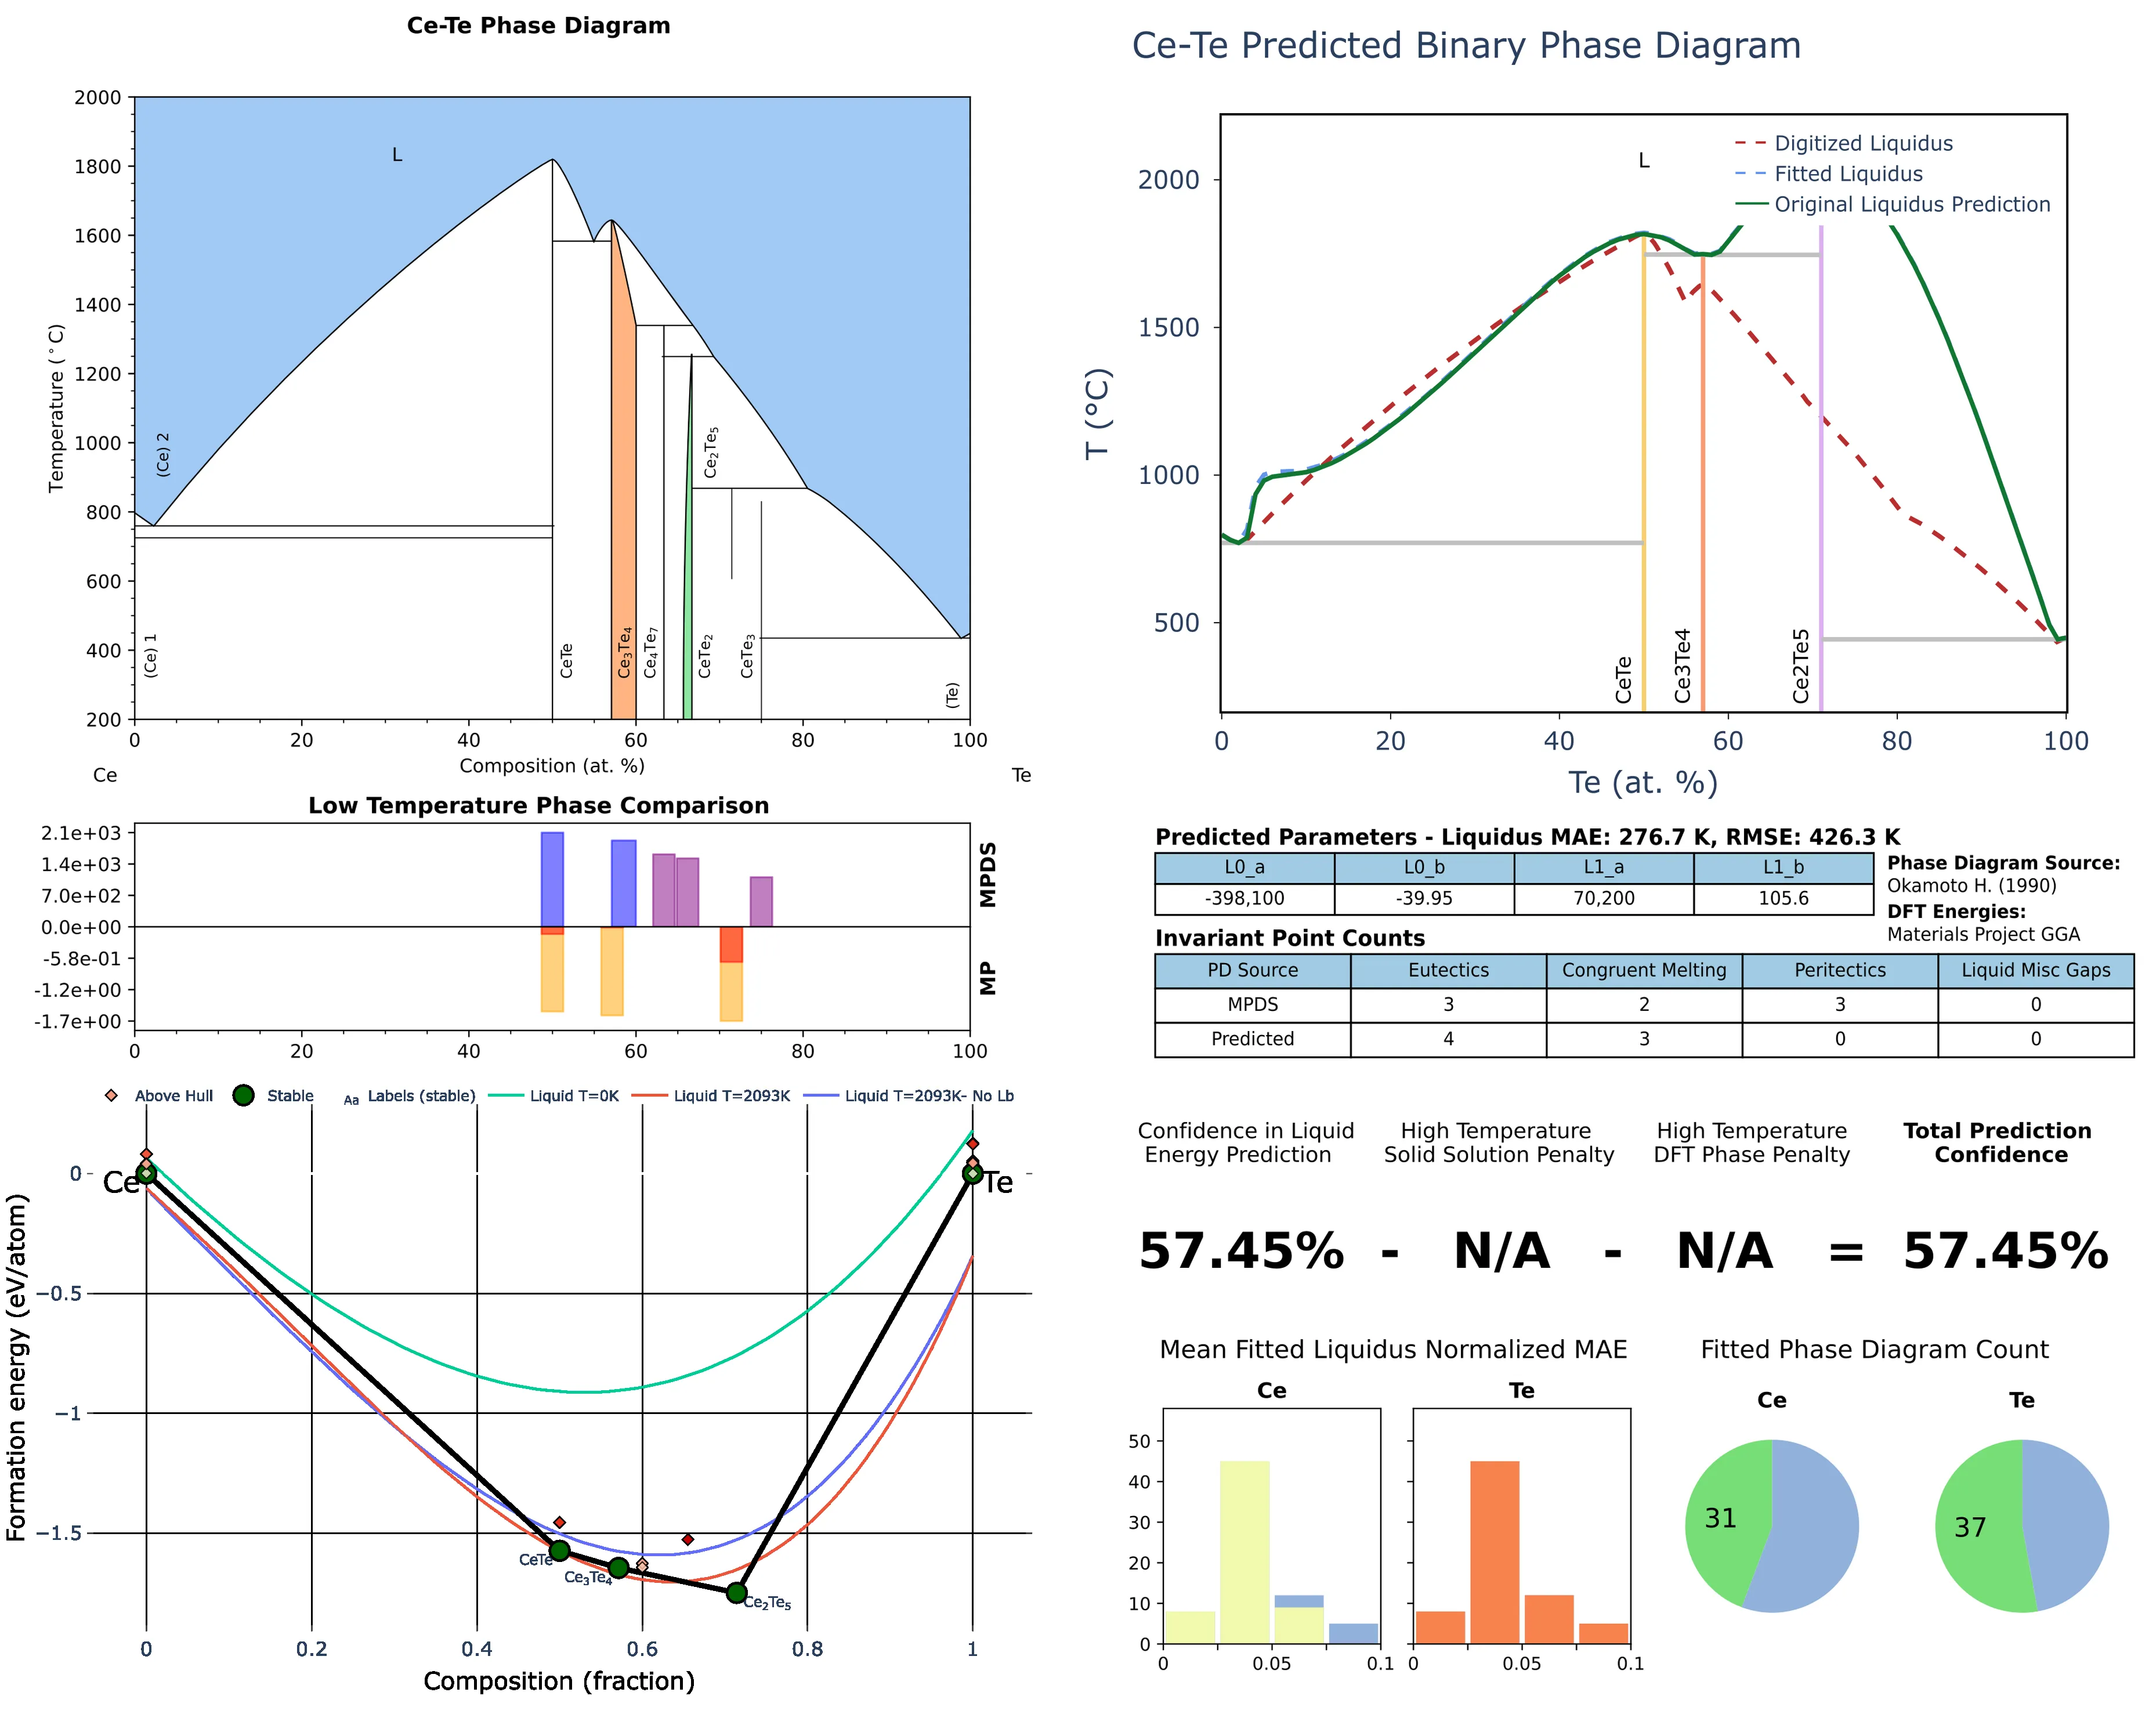 Ce-Te Phase Diagram
2000
1800
1600
1400
1200
1000
800
600
400
200
Temperature (°C)
L
(Ce) 2
(Ce) 1
CeTe
Ce3Te4
Ce4Te7
CeTe2
Ce2Te5
CeTe3
(Te)
0 20 40 60 80 100
Composition (at. %)
Ce Te
Low Temperature Phase Comparison
2.1e+03
1.4e+03
7.0e+02
0.0e+00
-5.8e-01
-1.2e+00
-1.7e+00
MPDS
MP
0 20 40 60 80 100
Above Hull Stable Aa Labels (stable) Liquid T=0K Liquid T=2093K Liquid T=2093K- No Lb
0
−0.5
−1
−1.5
Formation energy (eV/atom)
Ce Te
CeTe
Ce3Te4
Ce2Te5
0 0.2 0.4 0.6 0.8 1
Composition (fraction)
Ce-Te Predicted Binary Phase Diagram
Digitized Liquidus
Fitted Liquidus
Original Liquidus Prediction
L
2000
1500
1000
500
T (°C)
CeTe
Ce3Te4
Ce2Te5
0 20 40 60 80 100
Te (at. %)
Predicted Parameters - Liquidus MAE: 276.7 K, RMSE: 426.3 K
L0_a L0_b L1_a L1_b
-398,100 -39.95 70,200 105.6
Phase Diagram Source:
Okamoto H. (1990)
DFT Energies:
Materials Project GGA
Invariant Point Counts
PD Source Eutectics Congruent Melting Peritectics Liquid Misc Gaps
MPDS 3 2 3 0
Predicted 4 3 0 0
Confidence in Liquid
Energy Prediction
High Temperature
Solid Solution Penalty
High Temperature
DFT Phase Penalty
Total Prediction
Confidence
57.45% - N/A - N/A = 57.45%
Mean Fitted Liquidus Normalized MAE
Ce Te
50
40
30
20
10
0
0 0.05 0.1
0 0.05 0.1
Fitted Phase Diagram Count
Ce Te
31
37